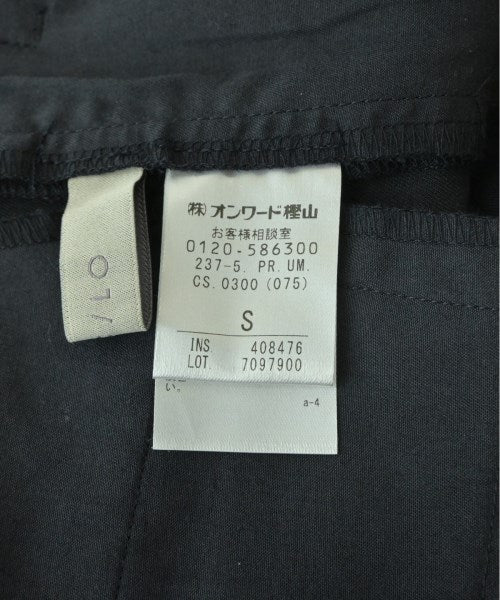 (株)オンワード樫山
お客様相談室
0120-586300
237-5. PR. UM.
CS. 0300 (075)
S
INS. 408476
LOT. 7097900
い。
a-4